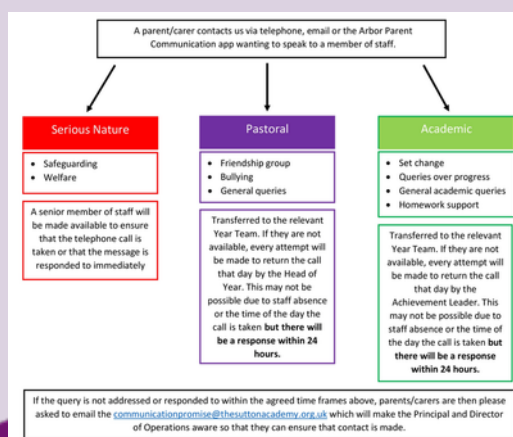 A parent/carer contacts us via telephone, email or the Arbor Parent
Communication app wanting to speak to a member of staff.
Serious Nature
• Safeguarding
• Welfare
A senior member of staff will
be made available to ensure
that the telephone call is
taken or that the message is
responded to immediately
Pastoral
• Friendship group
• Bullying
• General queries
Transferred to the relevant
Year Team. If they are not
available, every attempt will
be made to return the call
that day by the Head of
Year. This may not be
possible due to staff absence
or the time of the day the
call is taken but there will
be a response within 24
hours.
Academic
• Set change
• Queries over progress
• General academic queries
• Homework support
Transferred to the relevant
Year Team. If they are not
available, every attempt will
be made to return the call
that day by the
Achievement Leader. This
may not be possible due to
staff absence or the time of
the day the call is taken but
there will be a response
within 24 hours.
If the query is not addressed or responded to within the agreed time frames above, parents/carers are then please
asked to email the communicationpromise@thesuttonacademy.org.uk which will make the Principal and Director
of Operations aware so that they can ensure that contact is made.